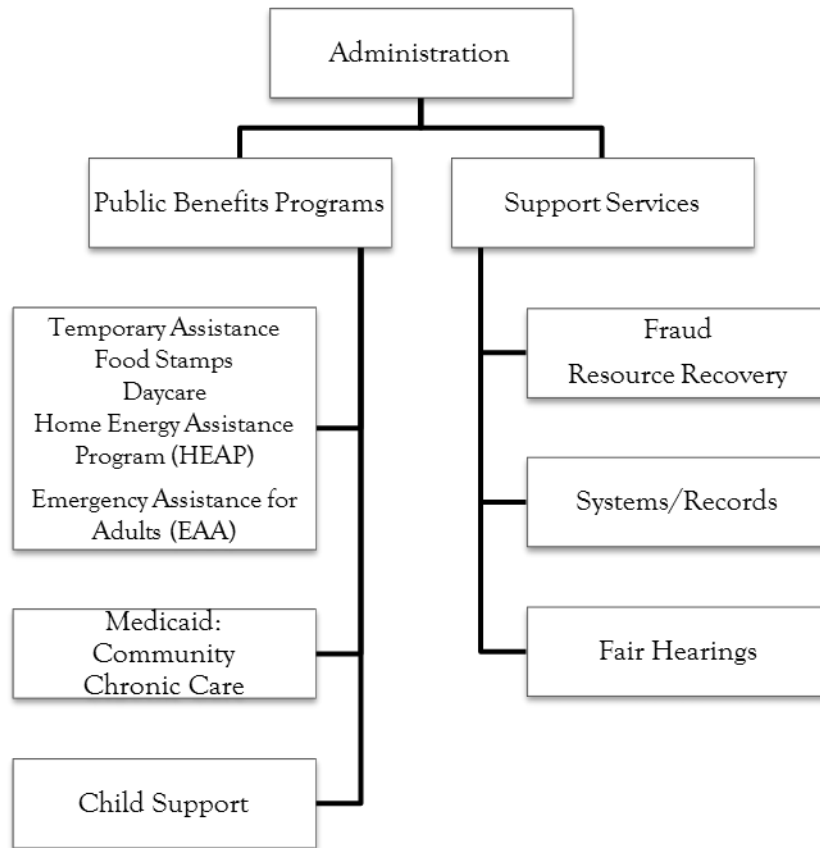 Administration
Public Benefits Programs
Support Services
Temporary Assistance
Food Stamps
Daycare
Home Energy Assistance
Program (HEAP)
Emergency Assistance for
Adults (EAA)
Medicaid:
Community
Chronic Care
Child Support
Fraud
Resource Recovery
Systems/Records
Fair Hearings